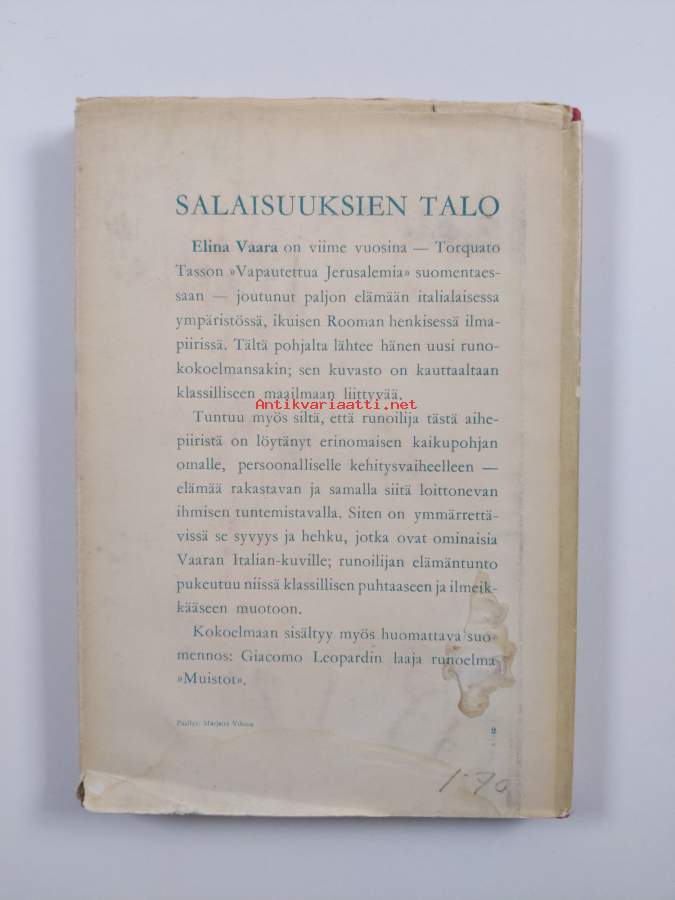 SALAISUUKSIEN TALO
Elina Vaara on viime vuosina — Torquato
Tasson »Vapautettua Jerusalemia» suomentaes-
saan — joutunut paljon elämään italialaisessa
ympäristössä, ikuisen Rooman henkisessä ilma-
piirissä. Tältä pohjalta lähtee hänen uusi runo-
kokoelmansakin; sen kuvasto on kauttaaltaan
klassilliseen maailmaan liittyvää.
Antikvariaatti.net
Tuntuu myös siltä, että runoilija tästä aihe-
piiristä on löytänyt erinomaisen kaikupohjan
omalle, persoonalliselle kehitysvaiheelleen —
elämää rakastavan ja samalla siitä loittonevan
ihmisen tuntemistavalla. Siten on ymmärrettä-
vissä se syvyys ja hehku, jotka ovat ominaisia
Vaaran Italian-kuville; runoilijan elämäntunto
pukeutuu niissä klassillisen puhtaaseen ja ilmeik-
kääseen muotoon.
Kokoelmaan sisältyy myös huomattava suo-
mennos: Giacomo Leopardin laaja runoelma
»Muistot».
Päällys: Marjatta
2
1-70